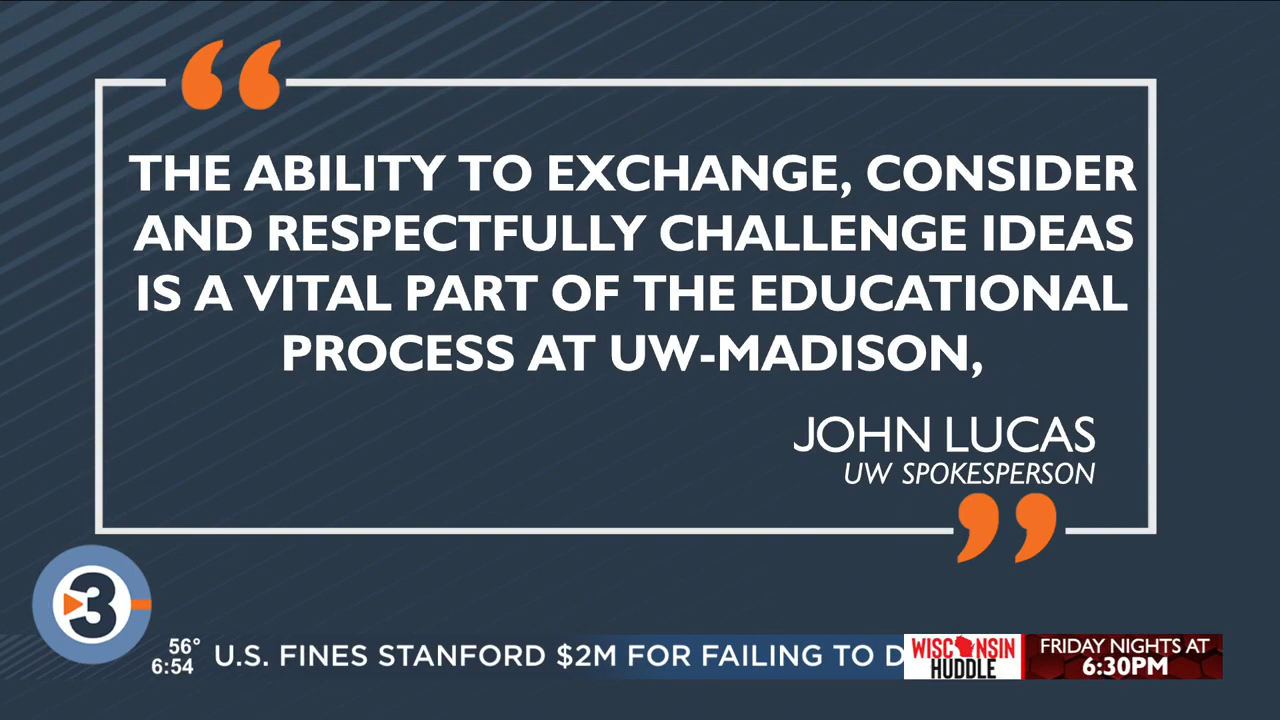 “
THE ABILITY TO EXCHANGE, CONSIDER
AND RESPECTFULLY CHALLENGE IDEAS
IS A VITAL PART OF THE EDUCATIONAL
PROCESS AT UW-MADISON,
JOHN LUCAS
UW SPOKESPERSON
”
3
56°
6:54
U.S. FINES STANFORD $2M FOR FAILING TO D
WISCONSIN
HUDDLE
FRIDAY NIGHTS AT
6:30PM